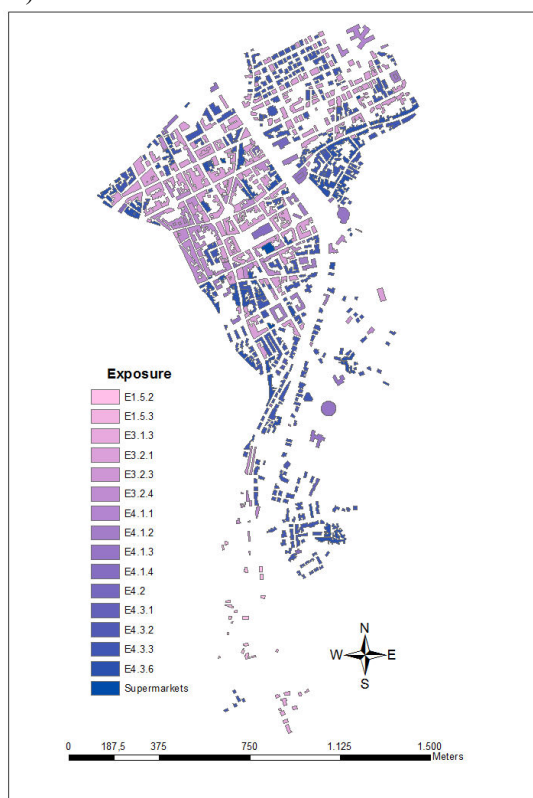 Exposure
E1.5.2
E1.5.3
E3.1.3
E3.2.1
E3.2.3
E3.2.4
E4.1.1
E4.1.2
E4.1.3
E4.1.4
E4.2
E4.3.1
E4.3.2
E4.3.3
E4.3.6
Supermarkets
N
W E
S
0 187,5 375 750 1.125 1.500
Meters